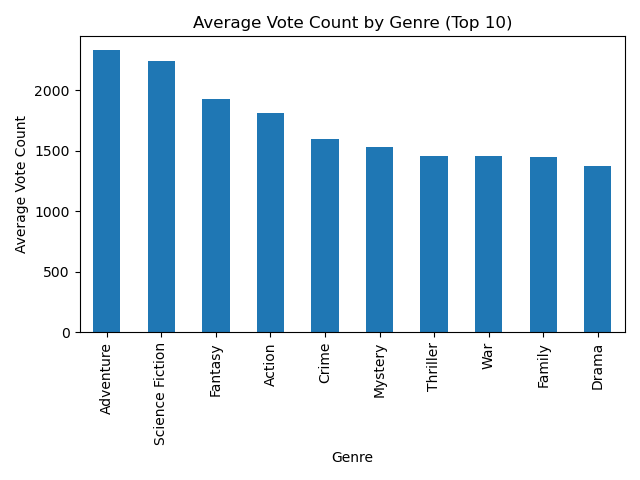 Average Vote Count by Genre (Top 10)
Average Vote Count
2000
1500
1000
500
0
Adventure
Science Fiction
Fantasy
Action
Crime
Mystery
Thriller
War
Family
Drama
Genre